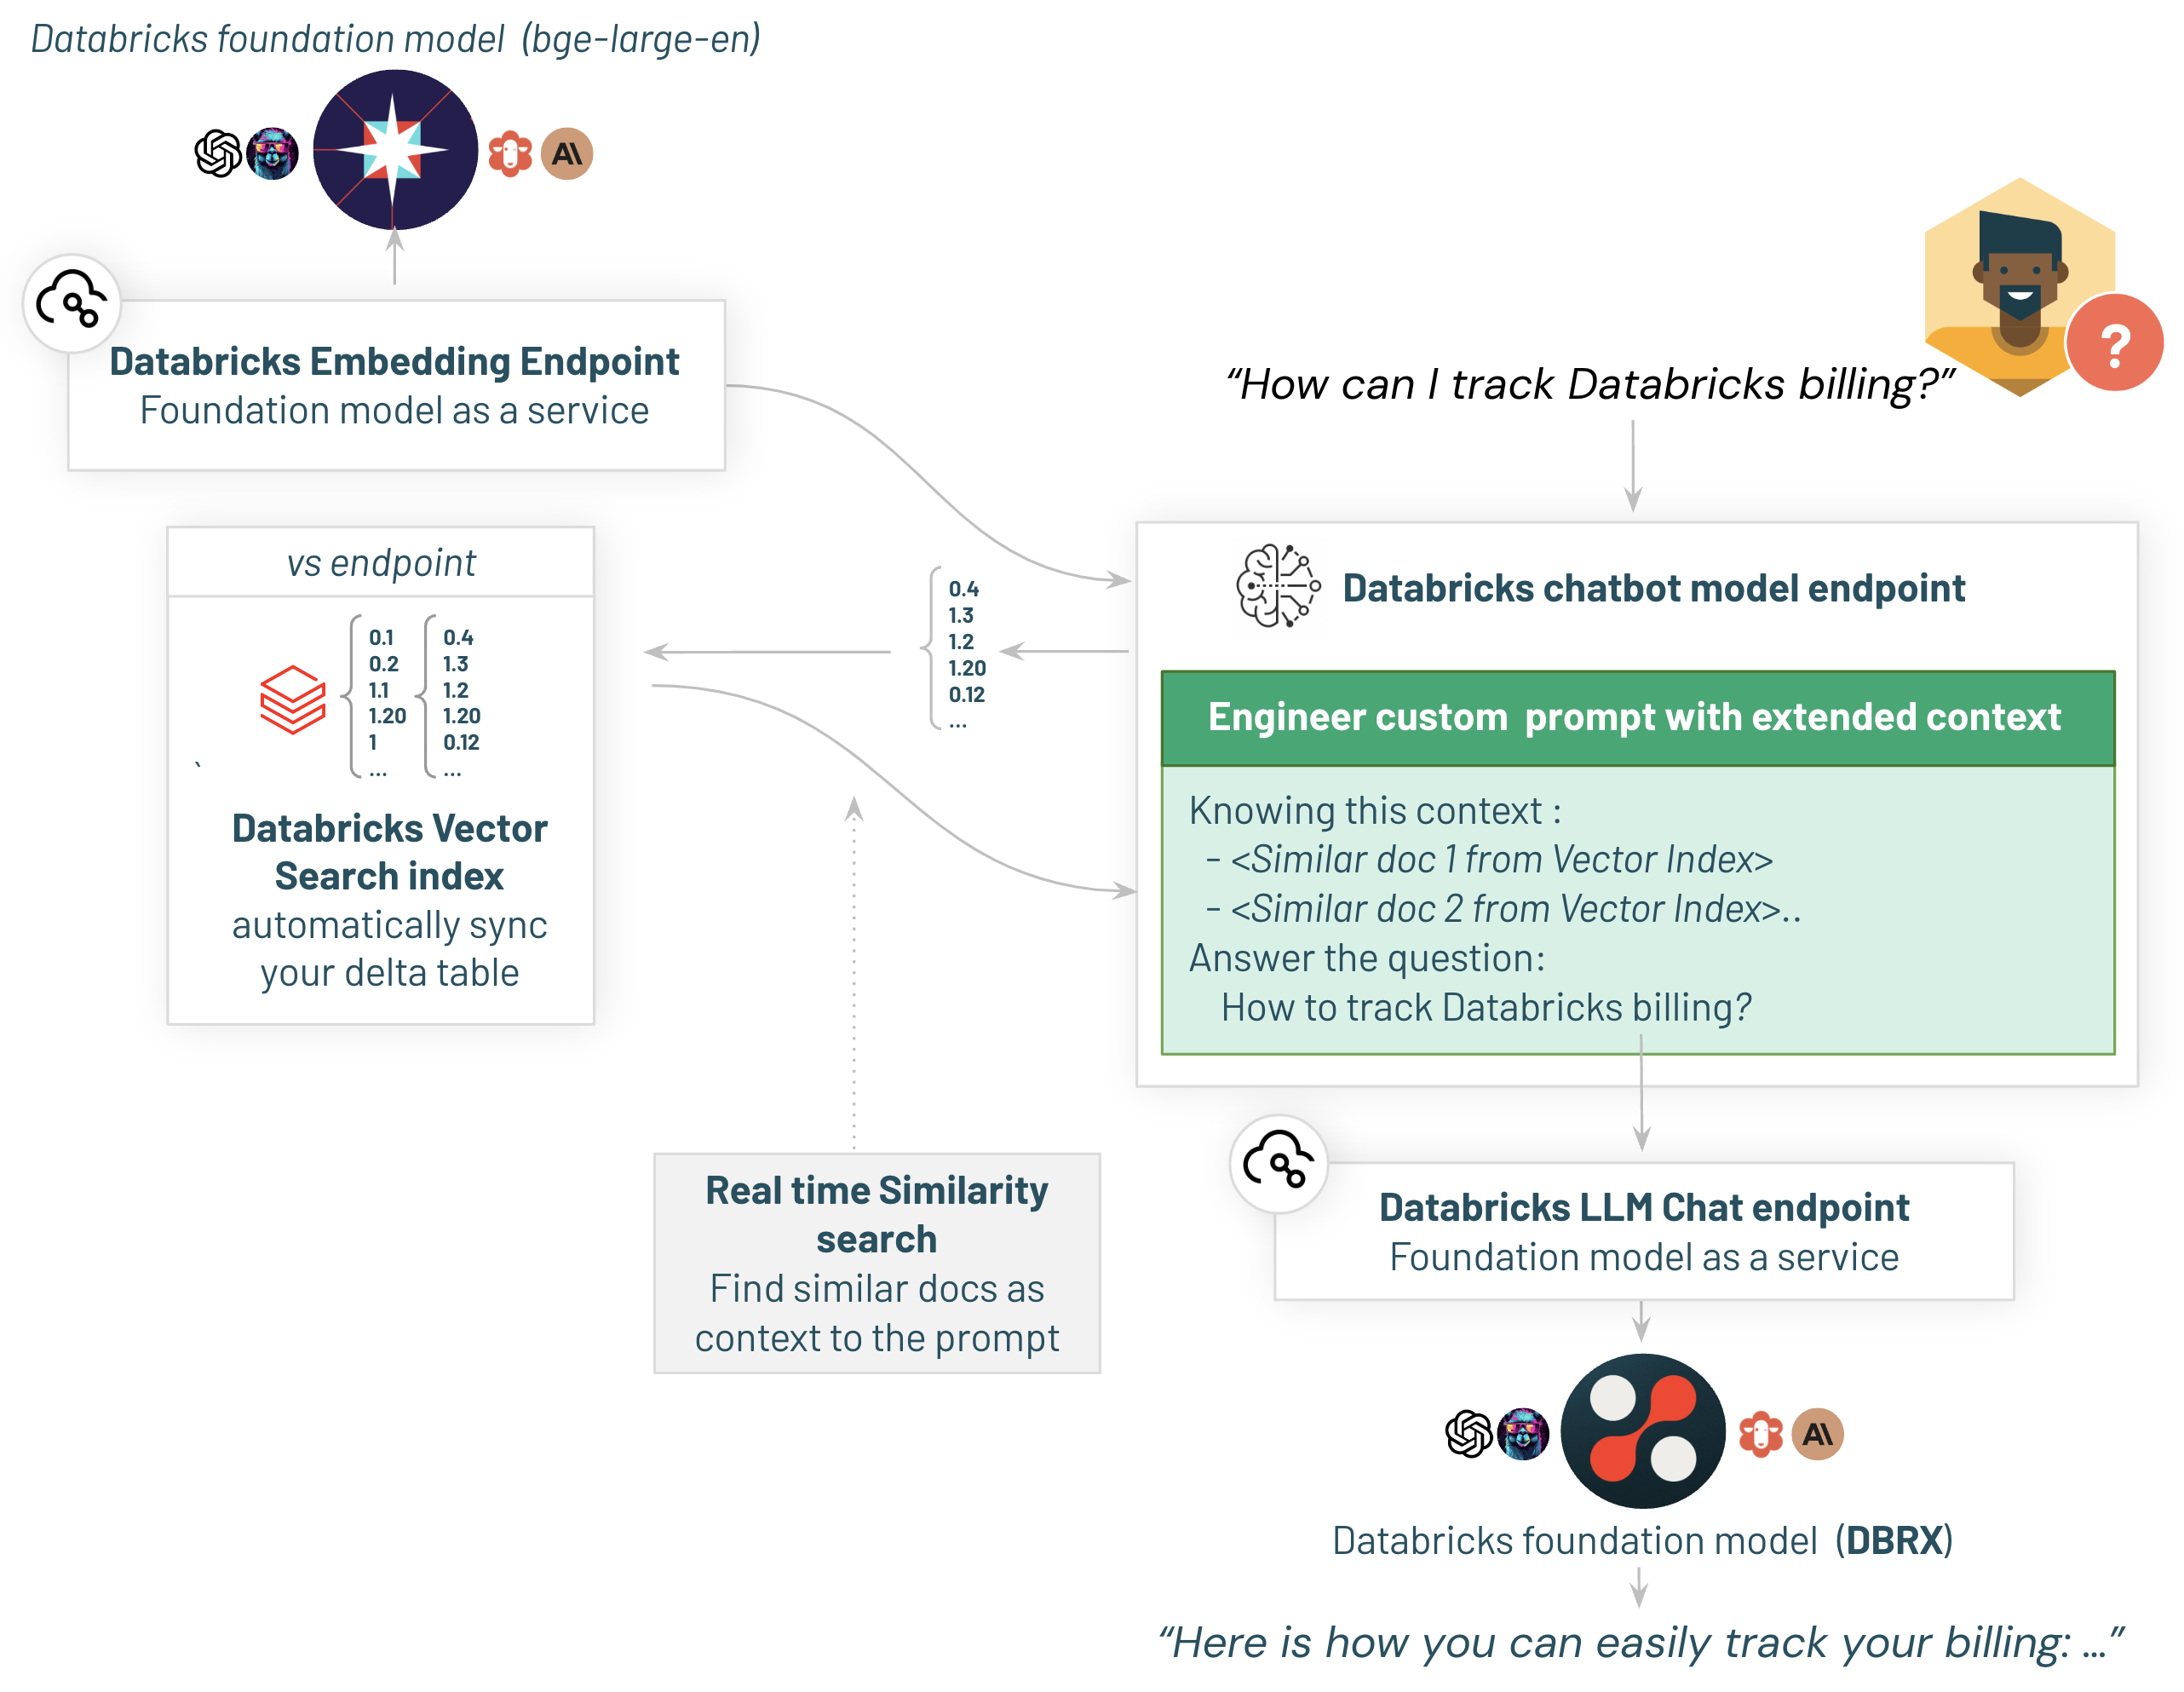 Databricks foundation model (bge-large-en)
Databricks Embedding Endpoint
Foundation model as a service
“How can I track Databricks billing?”
?
vs endpoint
0.1
0.2
1.1
1.20
1
...
0.4
1.3
1.2
1.20
0.12
...
`
Databricks Vector
Search index
automatically sync
your delta table
0.4
1.3
1.2
1.20
0.12
...
Databricks chatbot model endpoint
Engineer custom prompt with extended context
Knowing this context :
- <Similar doc 1 from Vector Index>
- <Similar doc 2 from Vector Index>..
Answer the question:
How to track Databricks billing?
Real time Similarity
search
Find similar docs as
context to the prompt
Databricks LLM Chat endpoint
Foundation model as a service
Databricks foundation model (DBRX)
“Here is how you can easily track your billing: ...”